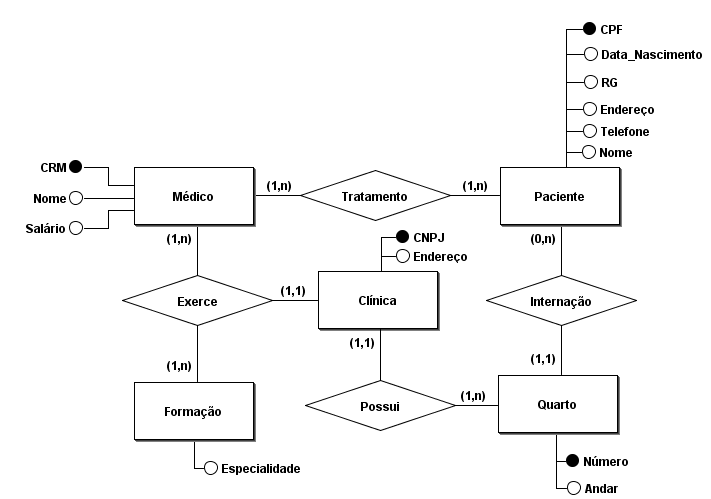 CPF
Data_Nascimento
RG
Endereço
Telefone
Nome
CRM
Nome
Salário
Médico
(1,n)
Tratamento
(1,n)
Paciente
(1,n)
(0,n)
CNPJ
Endereço
Exerce
(1,1)
Clínica
Internação
(1,1)
(1,n)
(1,1)
Formação
Possui
(1,n)
Quarto
Especialidade
Número
Andar